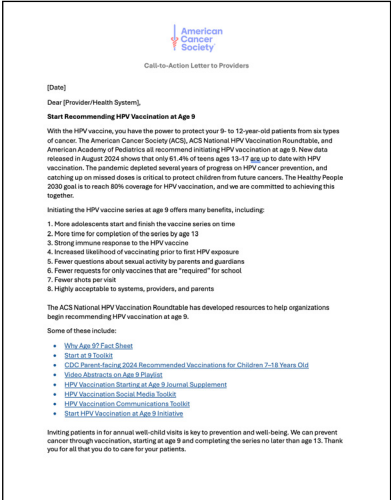 American
Cancer
Society
Call-to-Action Letter to Providers
[Date]
Dear [Provider/Health System],
Start Recommending HPV Vaccination at Age 9
With the HPV vaccine, you have the power to protect your 9- to 12-year-old patients from six types
of cancer. The American Cancer Society (ACS), ACS National HPV Vaccination Roundtable, and
American Academy of Pediatrics all recommend initiating HPV vaccination at age 9. New data
released in August 2024 shows that only 61.4% of teens ages 13–17 are up to date with HPV
vaccination. The pandemic depleted several years of progress on HPV cancer prevention, and
catching up on missed doses is critical to protect children from future cancers. The Healthy People
2030 goal is to reach 80% coverage for HPV vaccination, and we are committed to achieving this
together.
Initiating the HPV vaccine series at age 9 offers many benefits, including:
1. More adolescents start and finish the vaccine series on time
2. More time for completion of the series by age 13
3. Strong immune response to the HPV vaccine
4. Increased likelihood of vaccinating prior to first HPV exposure
5. Fewer questions about sexual activity by parents and guardians
6. Fewer requests for only vaccines that are "required" for school
7. Fewer shots per visit
8. Highly acceptable to systems, providers, and parents
The ACS National HPV Vaccination Roundtable has developed resources to help organizations
begin recommending HPV vaccination at age 9.
Some of these include:
• Why Age 9? Fact Sheet
• Start at 9 Toolkit
• CDC Parent-facing 2024 Recommended Vaccinations for Children 7–18 Years Old
• Video Abstracts on Age 9 Playlist
• HPV Vaccination Starting at Age 9 Journal Supplement
• HPV Vaccination Social Media Toolkit
• HPV Vaccination Communications Toolkit
• Start HPV Vaccination at Age 9 Initiative
Inviting patients in for annual well-child visits is key to prevention and well-being. We can prevent
cancer through vaccination, starting at age 9 and completing the series no later than age 13. Thank
you for all that you do to care for your patients.